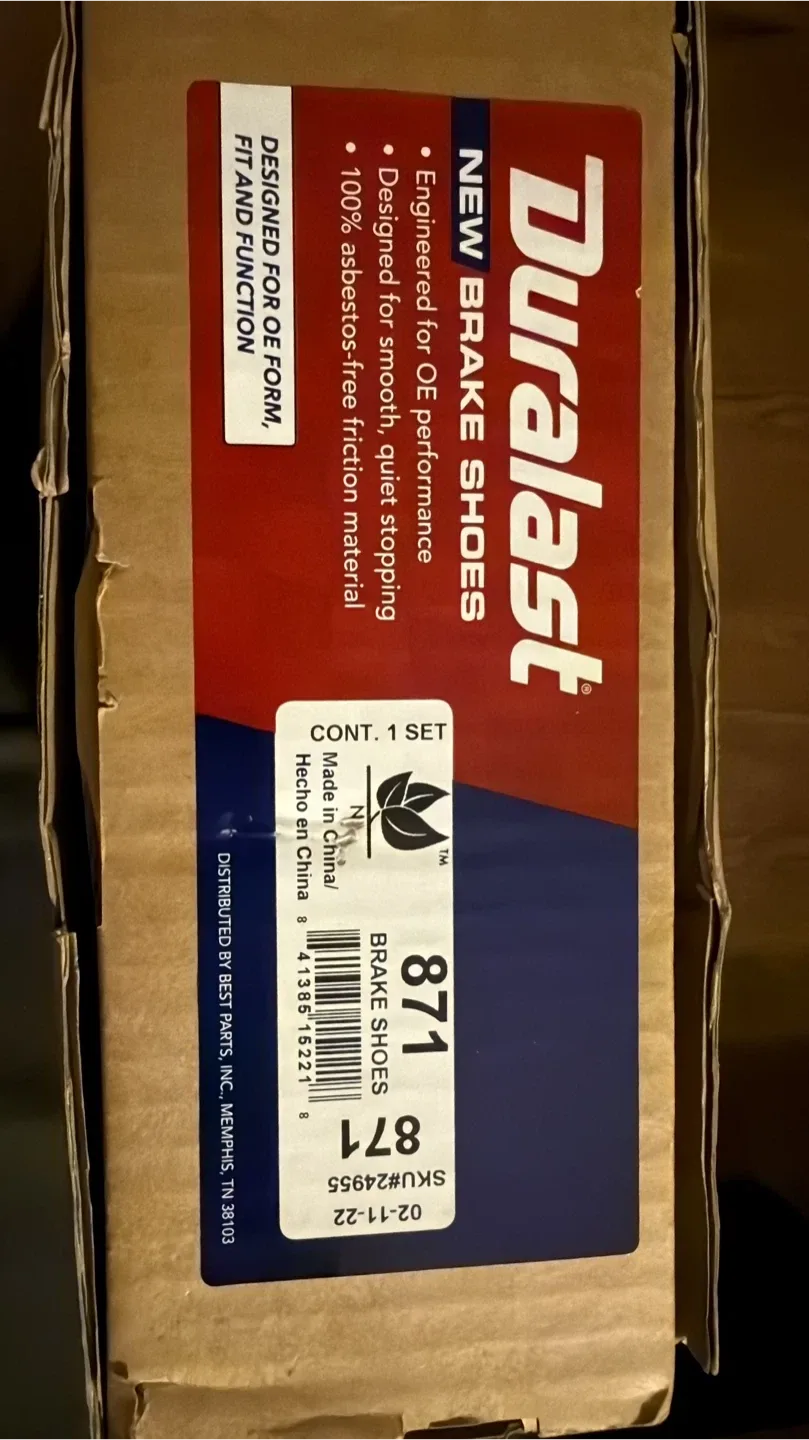 Duralast®
NEW BRAKE SHOES
• Engineered for OE performance
• Designed for smooth, quiet stopping
• 100% asbestos-free friction material
DESIGNED FOR OE FORM,
FIT AND FUNCTION
CONT. 1 SET
TM
N
Made in China/
Hecho en China
871
BRAKE SHOES
8 41385 15221 8
871
SKU#24955
02-11-22
DISTRIBUTED BY BEST PARTS, INC., MEMPHIS, TN 38103